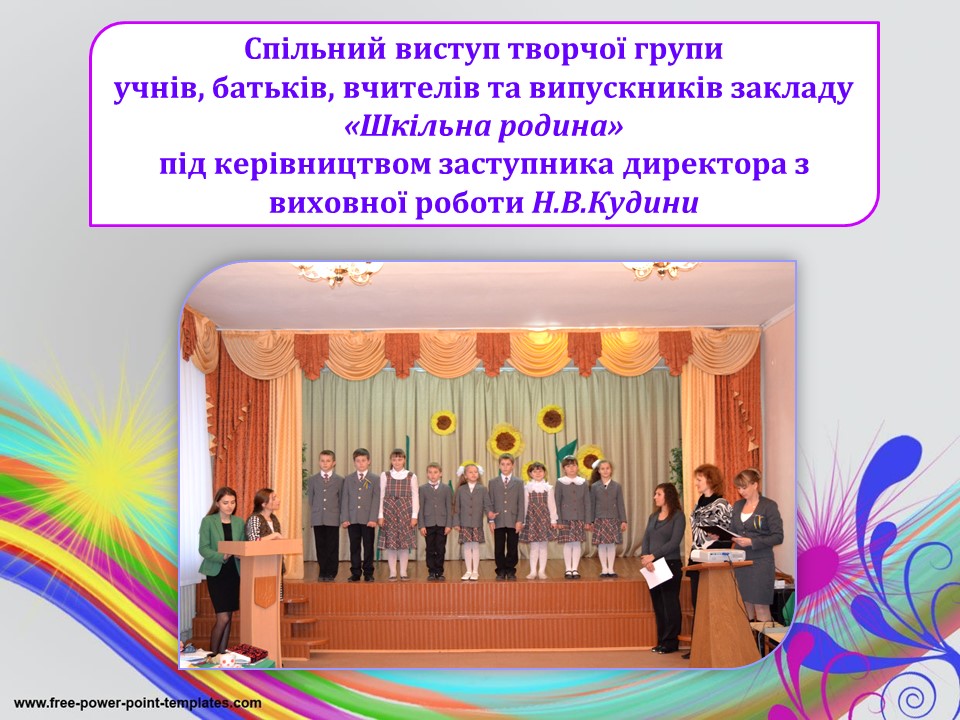 Спільний виступ творчої групи
учнів, батьків, вчителів та випускників закладу
«Шкільна родина»
під керівництвом заступника директора з
виховної роботи Н.В.Кудини
www.free-power-point-templates.com